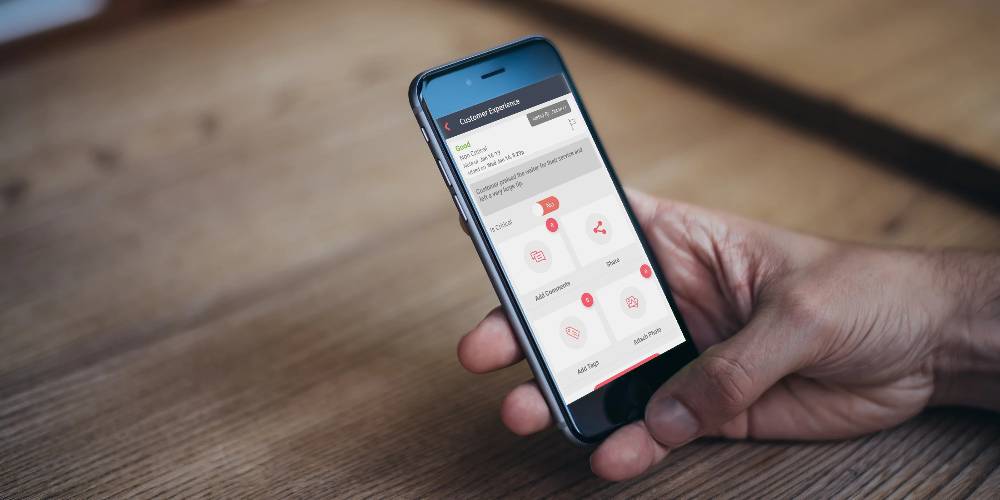 Customer Experience
Good
Non Critical
Customer praised the waiter for their service and
left a very large tip.
Is Critical
No
Add Comments
Share
Add Tags
Attach Photo